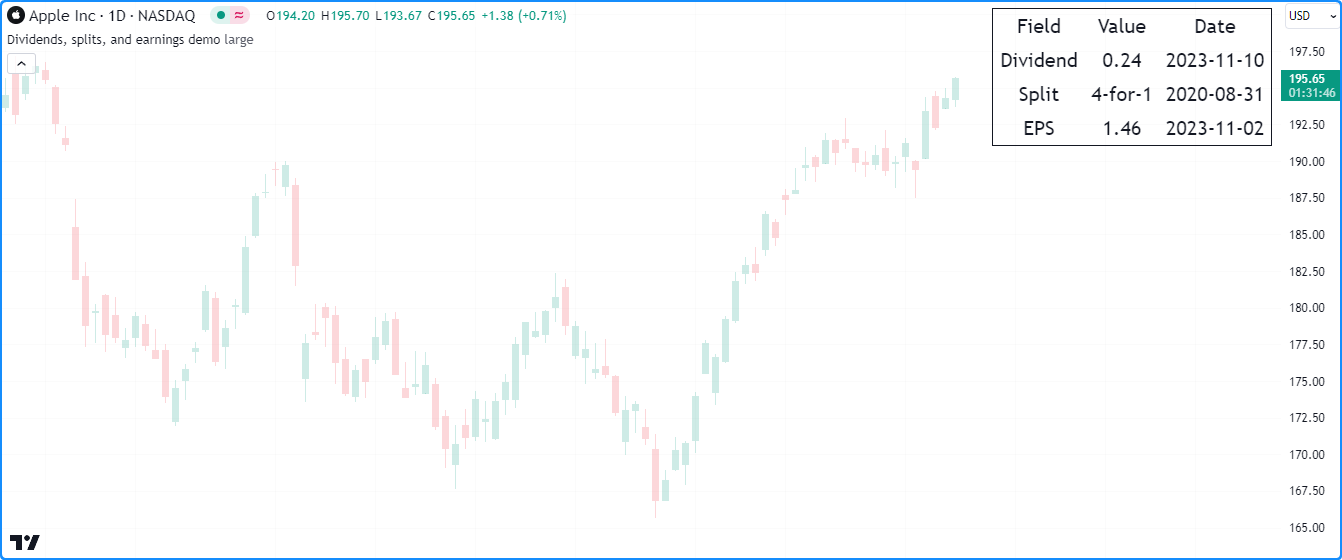 Apple Inc · 1D · NASDAQ O194.20 H195.70 L193.67 C195.65 +1.38 (+0.71%)
Dividends, splits, and earnings demo large
Field Value Date
Dividend 0.24 2023-11-10
Split 4-for-1 2020-08-31
EPS 1.46 2023-11-02
USD
197.50
195.65
01:31:46
192.50
190.00
187.50
185.00
182.50
180.00
177.50
175.00
172.50
170.00
167.50
165.00